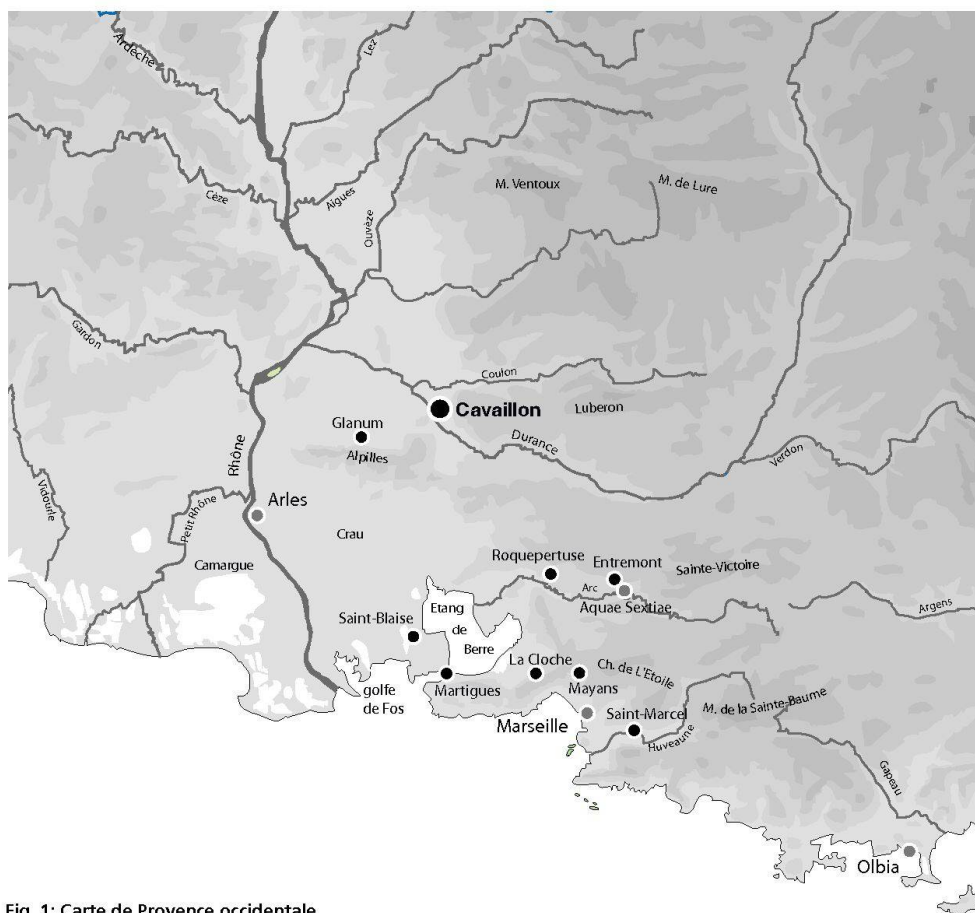 Ardèche
Lez
M. Ventoux
M. de Lure
Cèze
Aigues
Ouvèze
Gardon
Coulon
Cavaillon
Luberon
Glanum
Alpilles
Durance
Verdon
Rhône
Vidourle
Petit Rhône
Arles
Crau
Camargue
Roquepertuse
Entremont
Sainte-Victoire
Arc
Aquae Sextiae
Argens
Saint-Blaise
Etang
de
Berre
La Cloche
Ch. de L'Etoile
Mayans
Martigues
golfe
de Fos
M. de la Sainte-Baume
Marseille
Saint-Marcel
Huveaune
Gapeau
Olbia
Fig. 1: Carte de Provence occidentale